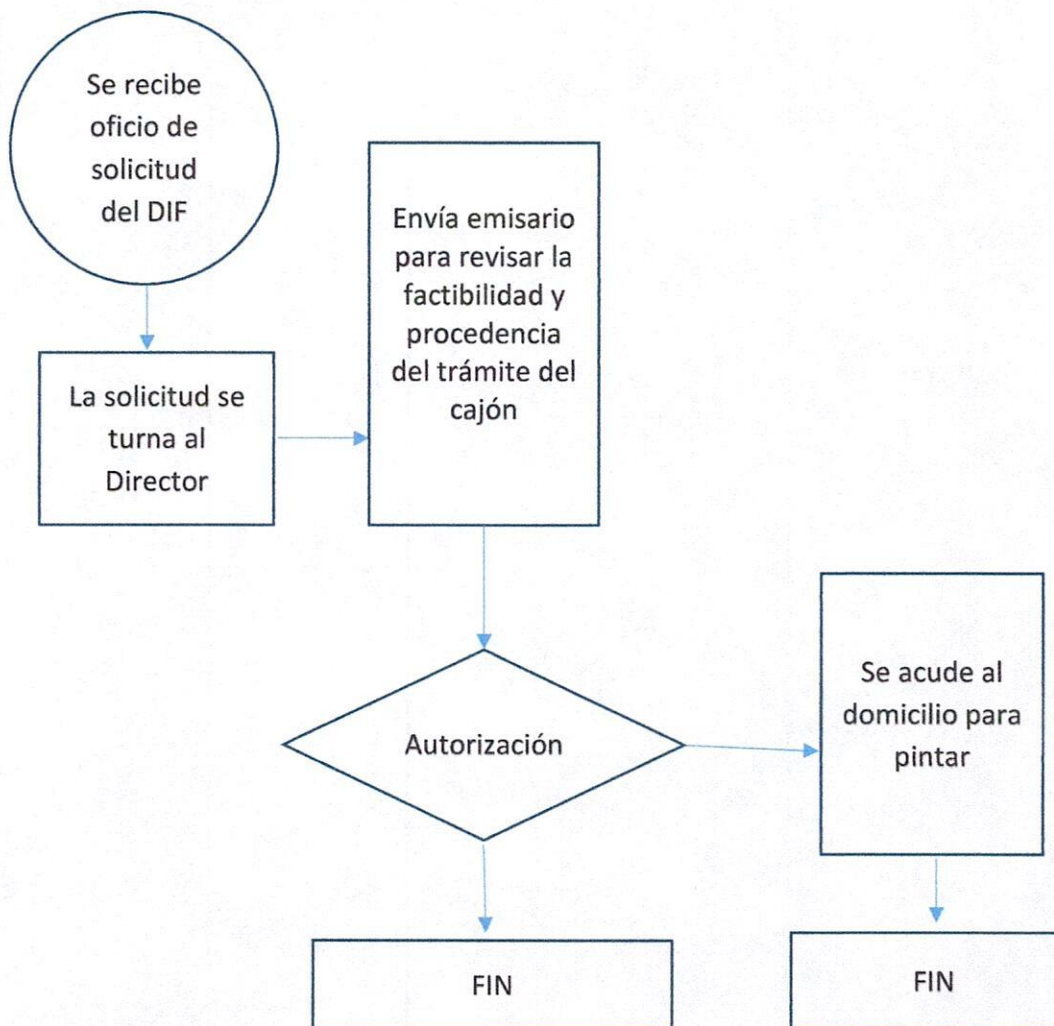 Se recibe
oficio de
solicitud
del DIF
La solicitud se
turna al
Director
Envía emisario
para revisar la
factibilidad y
procedencia
del trámite del
cajón
Autorización
Se acude al
domicilio para
pintar
FIN
FIN